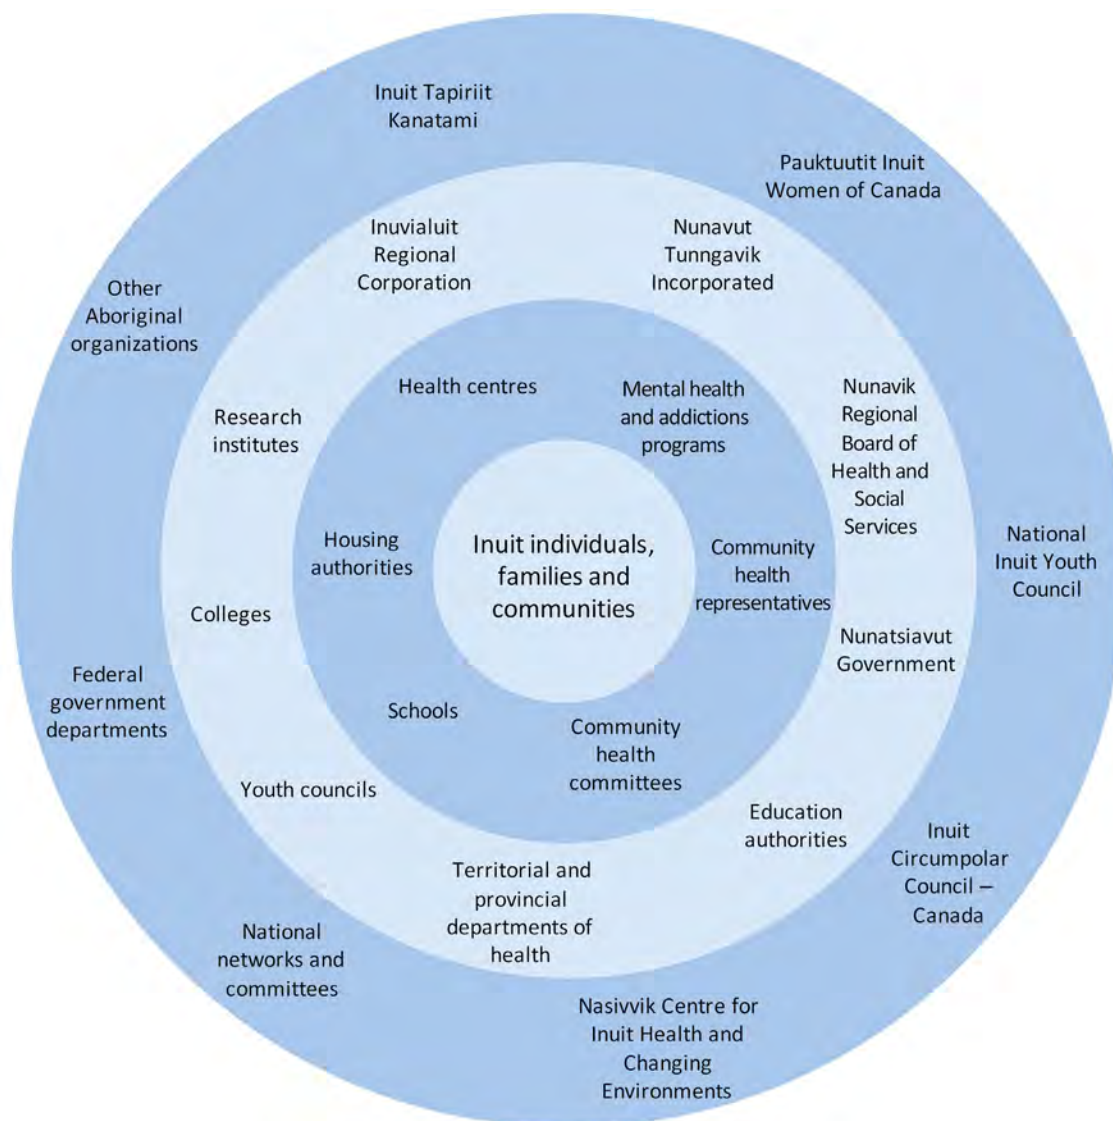 Inuit Tapiriit
Kanatami
Pauktuutit Inuit
Women of Canada
National
Inuit Youth
Council
Inuit
Circumpolar
Council –
Canada
Nasivvik Centre for
Inuit Health and
Changing
Environments
National
networks and
committees
Federal
government
departments
Other
Aboriginal
organizations
Inuvialuit
Regional
Corporation
Nunavut
Tunngavik
Incorporated
Nunavik
Regional
Board of
Health and
Social
Services
Nunatsiavut
Government
Education
authorities
Territorial and
provincial
departments of
health
Youth councils
Colleges
Research
institutes
Health centres
Mental health
and addictions
programs
Community
health
representatives
Community
health
committees
Schools
Housing
authorities
Inuit individuals,
families and
communities